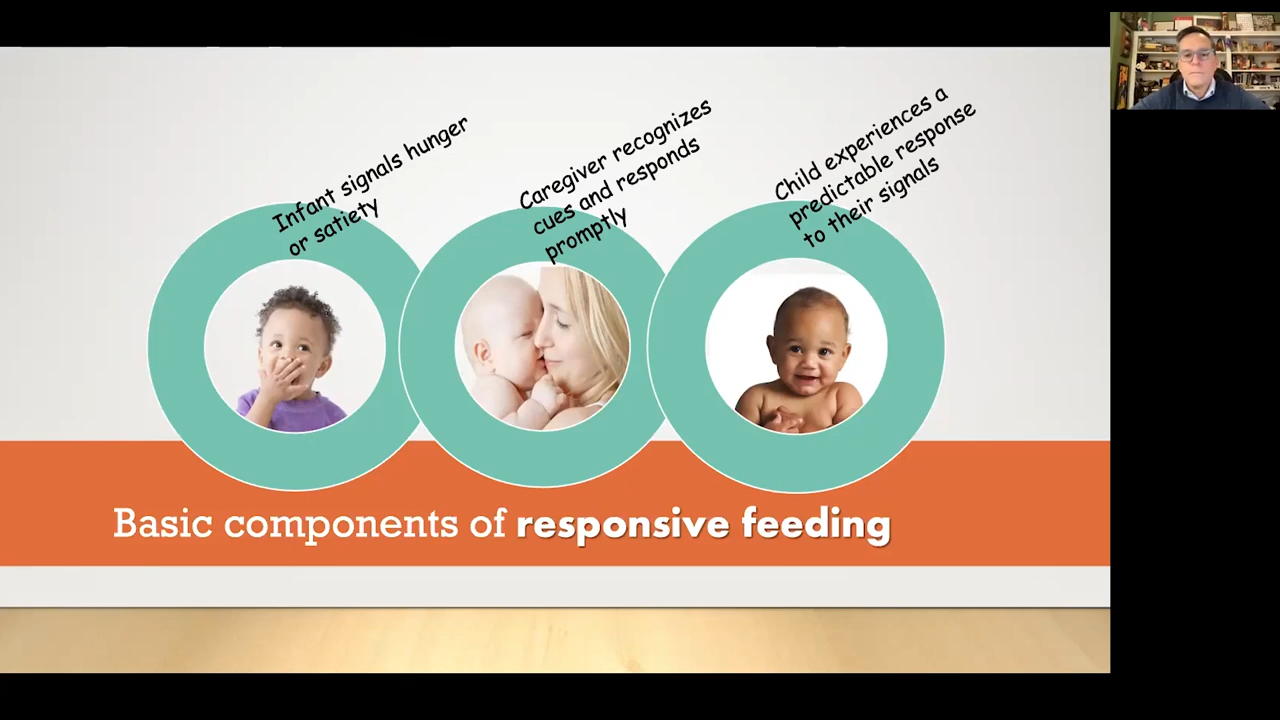 Infant signals hunger
or satiety
Caregiver recognizes
cues and responds
promptly
Child experiences a
predictable response
to their signals
Basic components of responsive feeding